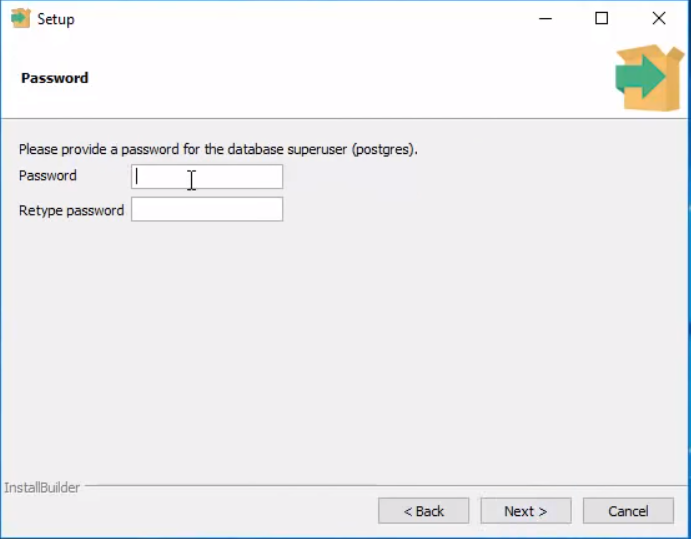 Setup
Password
Please provide a password for the database superuser (postgres).
Password
Retype password
InstallBuilder
< Back Next > Cancel